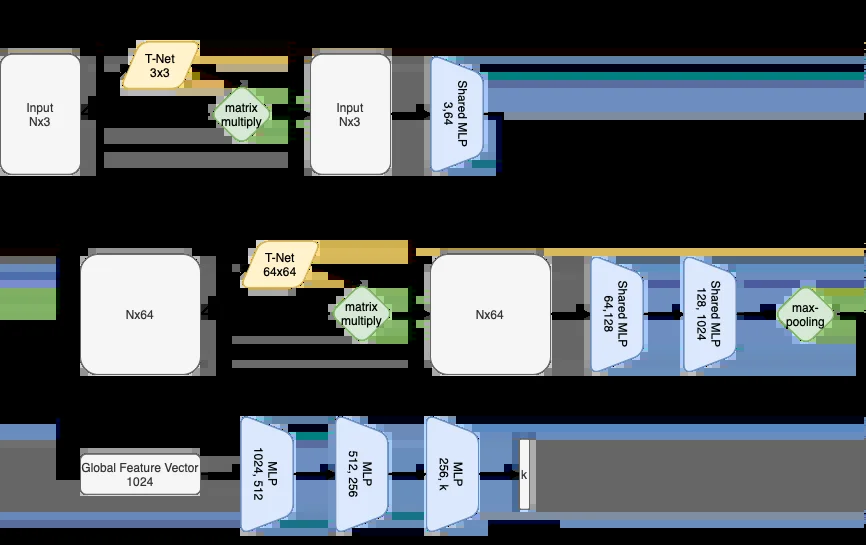 T-Net
3x3
Input
Nx3
matrix
multiply
Input
Nx3
Shared MLP
3,64
T-Net
64x64
Nx64
matrix
multiply
Nx64
Shared MLP
64,128
Shared MLP
128, 1024
max-
pooling
Global Feature Vector
1024
MLP
1024, 512
MLP
512, 256
MLP
256, k
k